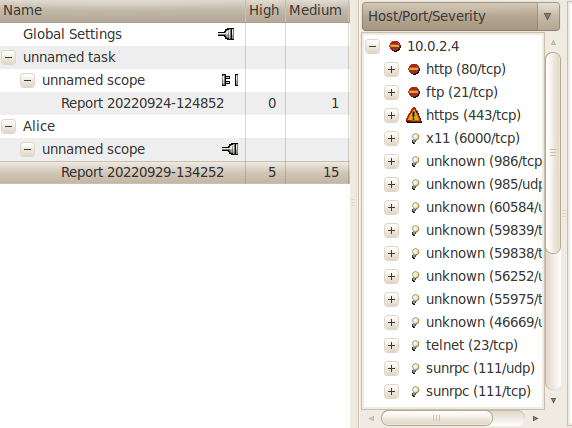 Name High Medium
Global Settings
unnamed task
unnamed scope
Report 20220924-124852 0 1
Alice
unnamed scope
Report 20220929-134252 5 15
Host/Port/Severity
10.0.2.4
http (80/tcp)
ftp (21/tcp)
https (443/tcp)
x11 (6000/tcp)
unknown (986/tcp
unknown (985/udp
unknown (60584/u
unknown (59839/t
unknown (59838/t
unknown (56252/u
unknown (55975/t
unknown (46669/u
telnet (23/tcp)
sunrpc (111/udp)
sunrpc (111/tcp)